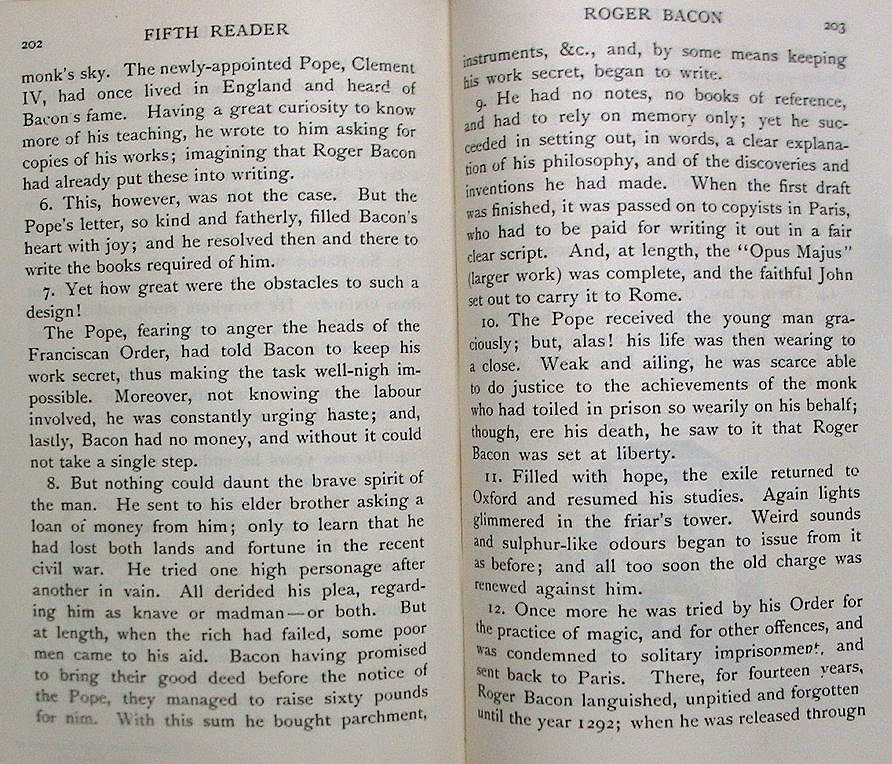 202
FIFTH READER
monk's sky. The newly-appointed Pope, Clement
IV, had once lived in England and heard of
Bacon's fame. Having a great curiosity to know
more of his teaching, he wrote to him asking for
copies of his works; imagining that Roger Bacon
had already put these into writing.
6. This, however, was not the case. But the
Pope's letter, so kind and fatherly, filled Bacon's
heart with joy; and he resolved then and there to
write the books required of him.
7. Yet how great were the obstacles to such a
design!
The Pope, fearing to anger the heads of the
Franciscan Order, had told Bacon to keep his
work secret, thus making the task well-nigh im-
possible. Moreover, not knowing the labour
involved, he was constantly urging haste; and,
lastly, Bacon had no money, and without it could
not take a single step.
8. But nothing could daunt the brave spirit of
the man. He sent to his elder brother asking a
loan of money from him; only to learn that he
had lost both lands and fortune in the recent
civil war. He tried one high personage after
another in vain. All derided his plea, regard-
ing him as knave or madman—or both. But
at length, when the rich had failed, some poor
men came to his aid. Bacon having promised
to bring their good deed before the notice of
the Pope, they managed to raise sixty pounds
for him. With this sum he bought parchment,
ROGER BACON
203
instruments, &c., and, by some means keeping
his work secret, began to write.
9. He had no notes, no books of reference,
and had to rely on memory only; yet he suc-
ceeded in setting out, in words, a clear explana-
tion of his philosophy, and of the discoveries and
inventions he had made. When the first draft
was finished, it was passed on to copyists in Paris,
who had to be paid for writing it out in a fair
clear script. And, at length, the "Opus Majus"
(larger work) was complete, and the faithful John
set out to carry it to Rome.
10. The Pope received the young man gra-
ciously; but, alas! his life was then wearing to
a close. Weak and ailing, he was scarce able
to do justice to the achievements of the monk
who had toiled in prison so wearily on his behalf;
though, ere his death, he saw to it that Roger
Bacon was set at liberty.
11. Filled with hope, the exile returned to
Oxford and resumed his studies. Again lights
glimmered in the friar's tower. Weird sounds
and sulphur-like odours began to issue from it
as before; and all too soon the old charge was
renewed against him.
12. Once more he was tried by his Order for
the practice of magic, and for other offences, and
was condemned to solitary imprisonment, and
sent back to Paris. There, for fourteen years,
Roger Bacon languished, unpitied and forgotten
until the year 1292; when he was released through